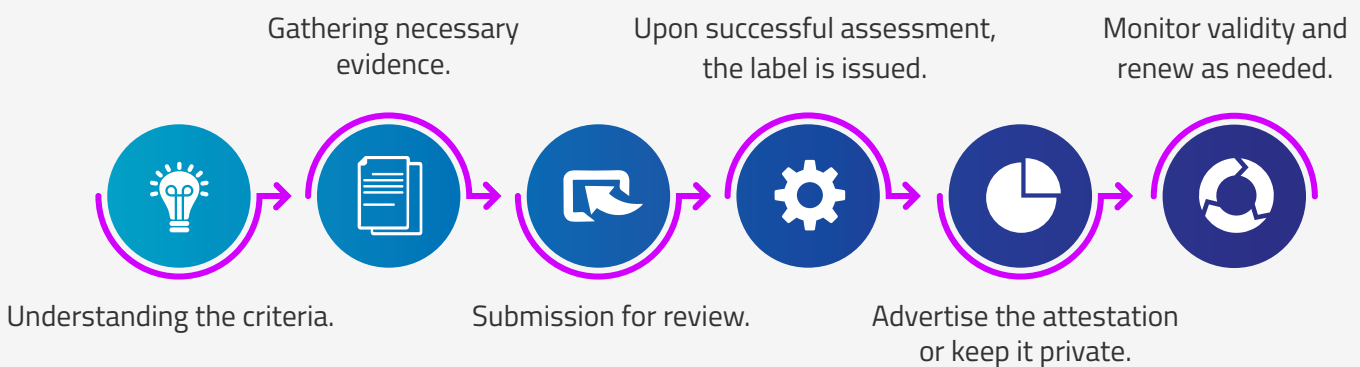 Understanding the criteria.
Gathering necessary
evidence.
Submission for review.
Upon successful assessment,
the label is issued.
Advertise the attestation
or keep it private.
Monitor validity and
renew as needed.